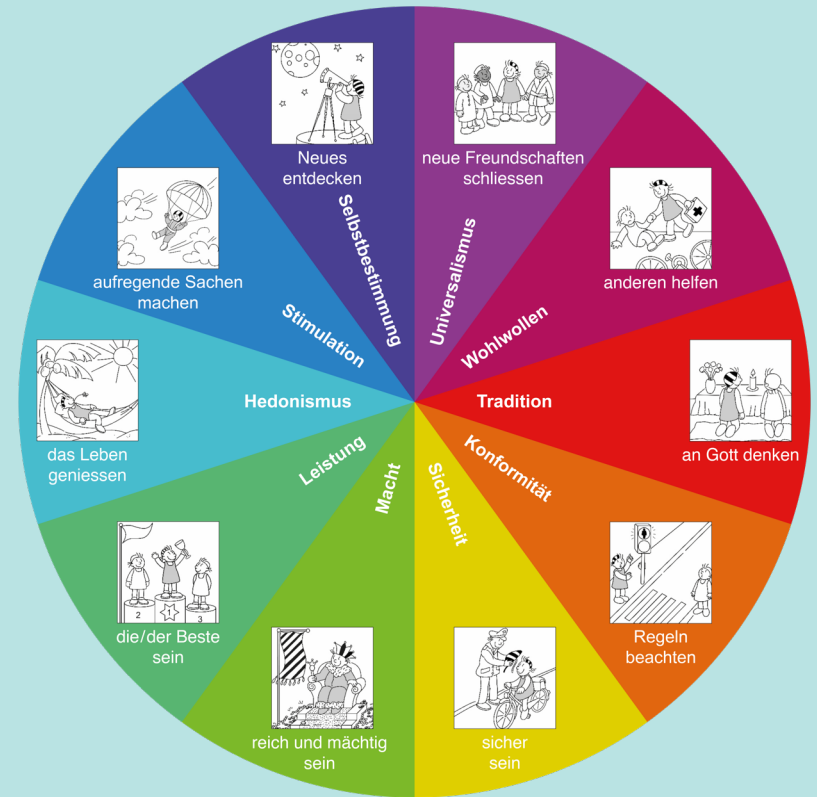 Neues
entdecken
Selbstbestimmung
neue Freundschaften
schliessen
Universalismus
anderen helfen
Wohlwollen
an Gott denken
Tradition
Regeln
beachten
Konformität
sicher
sein
Sicherheit
reich und mächtig
sein
Macht
2
1
3
die/der Beste
sein
Leistung
das Leben
geniessen
Hedonismus
aufregende Sachen
machen
Stimulation